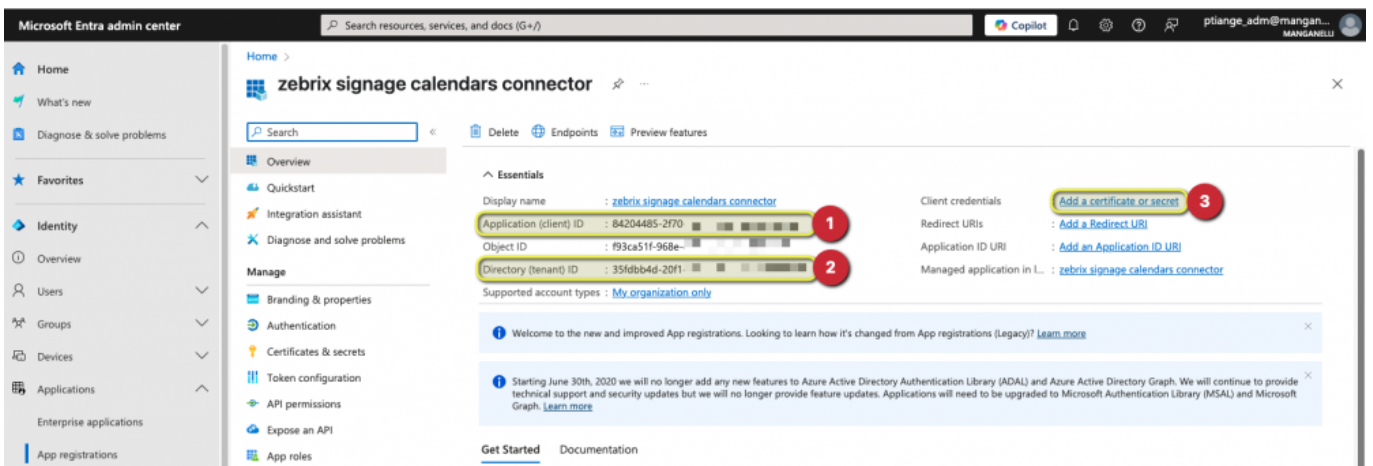 Microsoft Entra admin center
Search resources, services, and docs (G+/)
Copilot
ptiange_adm@mangan...
MANGANELLI
Home
What's new
Diagnose & solve problems
Favorites
Identity
Overview
Users
Groups
Devices
Applications
Enterprise applications
App registrations
Home >
zebrix signage calendars connector
Search
Overview
Quickstart
Integration assistant
Diagnose and solve problems
Manage
Branding & properties
Authentication
Certificates & secrets
Token configuration
API permissions
Expose an API
App roles
Delete
Endpoints
Preview features
Essentials
Display name : zebrix signage calendars connector
Application (client) ID : 84204485-2f70-
1
Object ID : f93ca51f-968e-
Directory (tenant) ID : 35fdbb4d-20f1-
2
Supported account types : My organization only
Client credentials : Add a certificate or secret
3
Redirect URIs : Add a Redirect URI
Application ID URI : Add an Application ID URI
Managed application in l... : zebrix signage calendars connector
Welcome to the new and improved App registrations. Looking to learn how it's changed from App registrations (Legacy)? Learn more
Starting June 30th, 2020 we will no longer add any new features to Azure Active Directory Authentication Library (ADAL) and Azure Active Directory Graph. We will continue to provide
technical support and security updates but we will no longer provide feature updates. Applications will need to be upgraded to Microsoft Authentication Library (MSAL) and Microsoft
Graph. Learn more
Get Started
Documentation